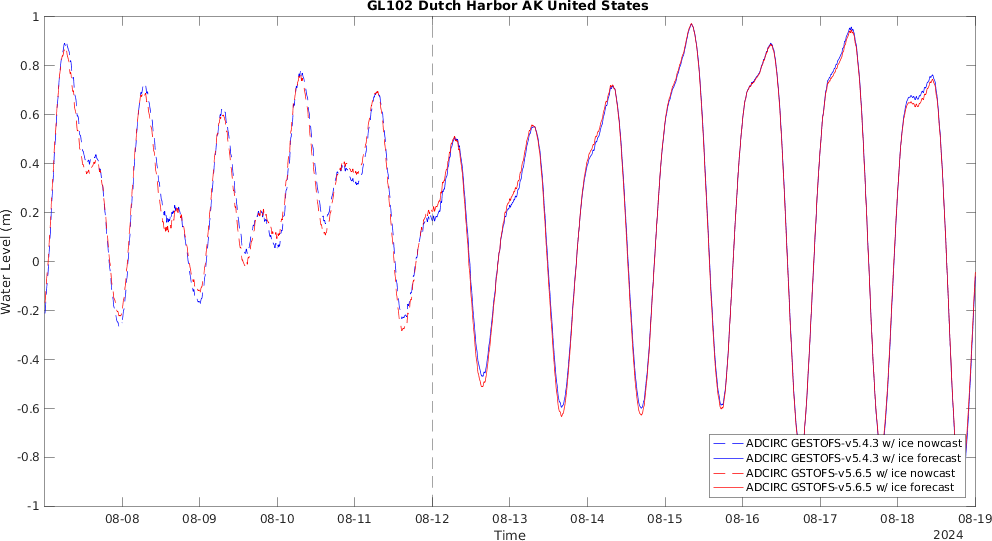 GL102 Dutch Harbor AK United States
Water Level (m)
1
0.8
0.6
0.4
0.2
0
-0.2
-0.4
-0.6
-0.8
-1
ADCIRC GESTOFS-v5.4.3 w/ ice nowcast
ADCIRC GESTOFS-v5.4.3 w/ ice forecast
ADCIRC GSTOFS-v5.6.5 w/ ice nowcast
ADCIRC GSTOFS-v5.6.5 w/ ice forecast
08-08 08-09 08-10 08-11 08-12 08-13 08-14 08-15 08-16 08-17 08-18 08-19
Time
2024